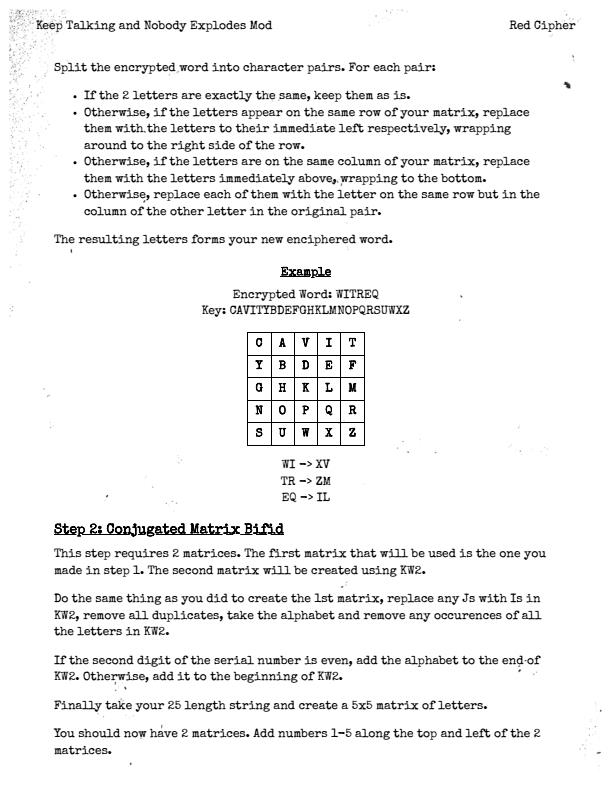 Keep Talking and Nobody Explodes Mod Red Cipher
Split the encrypted word into character pairs. For each pair:
• If the 2 letters are exactly the same, keep them as is.
• Otherwise, if the letters appear on the same row of your matrix, replace
them with the letters to their immediate left respectively, wrapping
around to the right side of the row.
• Otherwise, if the letters are on the same column of your matrix, replace
them with the letters immediately above, wrapping to the bottom.
• Otherwise, replace each of them with the letter on the same row but in the
column of the other letter in the original pair.
The resulting letters forms your new enciphered word.
Example
Encrypted Word: WITREQ
Key: CAVITYBDEFGHKLMNOPQRSUWXZ
C A V I T
Y B D E F
G H K L M
N O P Q R
S U W X Z
WI -> XV
TR -> ZM
EQ -> IL
Step 2: Conjugated Matrix Bifid
This step requires 2 matrices. The first matrix that will be used is the one you
made in step 1. The second matrix will be created using KW2.
Do the same thing as you did to create the 1st matrix, replace any Js with Is in
KW2, remove all duplicates, take the alphabet and remove any occurences of all
the letters in KW2.
If the second digit of the serial number is even, add the alphabet to the end of
KW2. Otherwise, add it to the beginning of KW2.
Finally take your 25 length string and create a 5x5 matrix of letters.
You should now have 2 matrices. Add numbers 1-5 along the top and left of the 2
matrices.